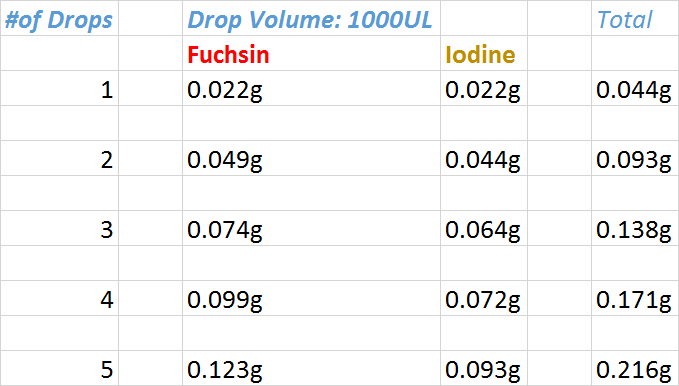 #of Drops Drop Volume: 1000UL Total
Fuchsin Iodine
1 0.022g 0.022g 0.044g
2 0.049g 0.044g 0.093g
3 0.074g 0.064g 0.138g
4 0.099g 0.072g 0.171g
5 0.123g 0.093g 0.216g